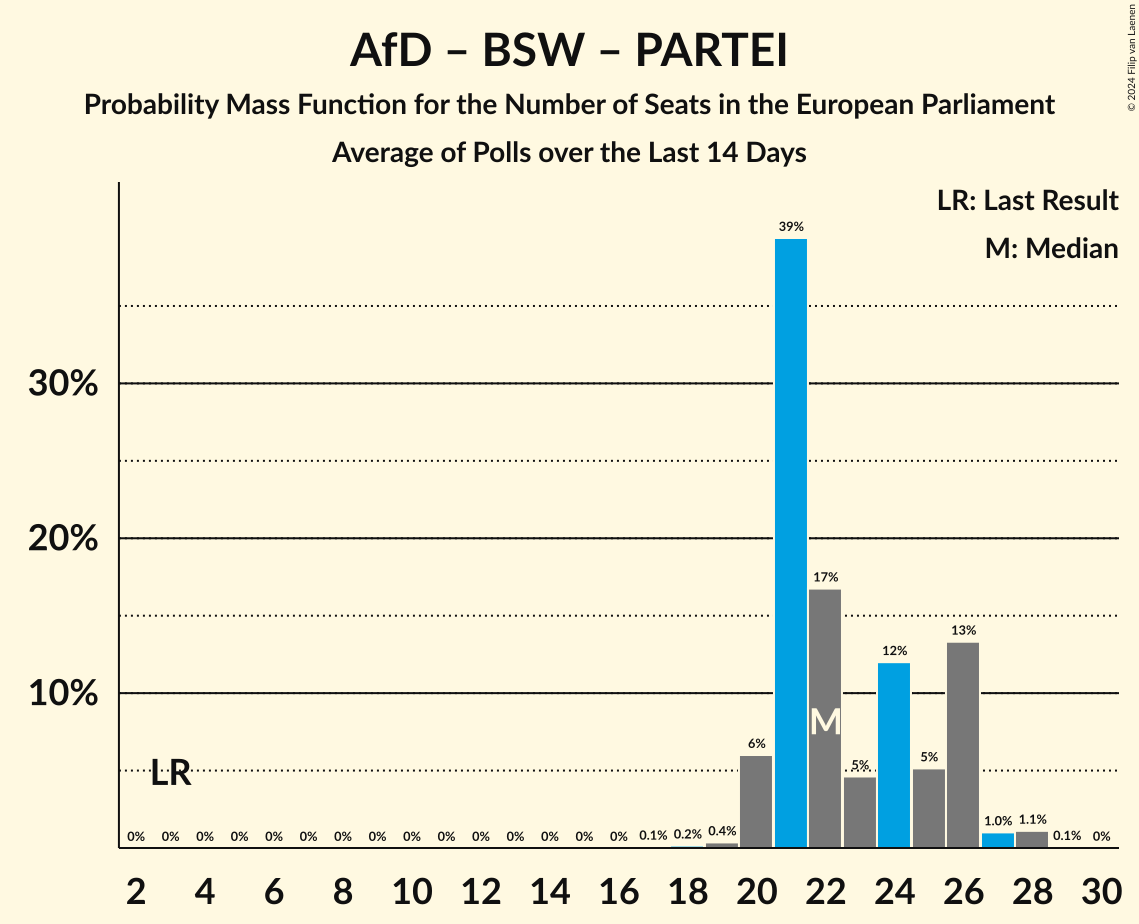 AfD – BSW – PARTEI
Probability Mass Function for the Number of Seats in the European Parliament
Average of Polls over the Last 14 Days
© 2024 Filip van Laenen
LR: Last Result
M: Median
39%
30%
20%
17%
13%
12%
10%
M
6%
5%
5%
LR
0% 0% 0% 0% 0% 0% 0% 0% 0% 0% 0% 0% 0% 0% 0% 0.1% 0.2% 0.4% 1.0% 1.1% 0.1% 0%
2 4 6 8 10 12 14 16 18 20 22 24 26 28 30